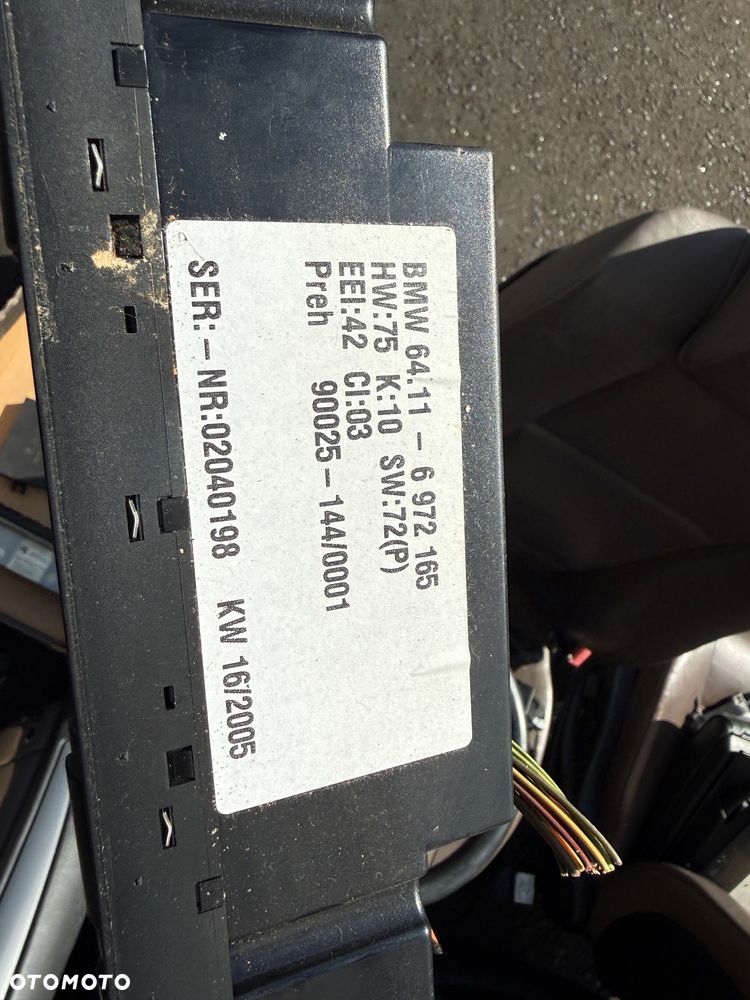 BMW 64.11 - 6 972 165
HW:75 K:10 SW:72(P)
EEI:42 CI:03
Preh 90025-144/0001
SER:-NR:02040198 KW 16/2005
OTOMOTO